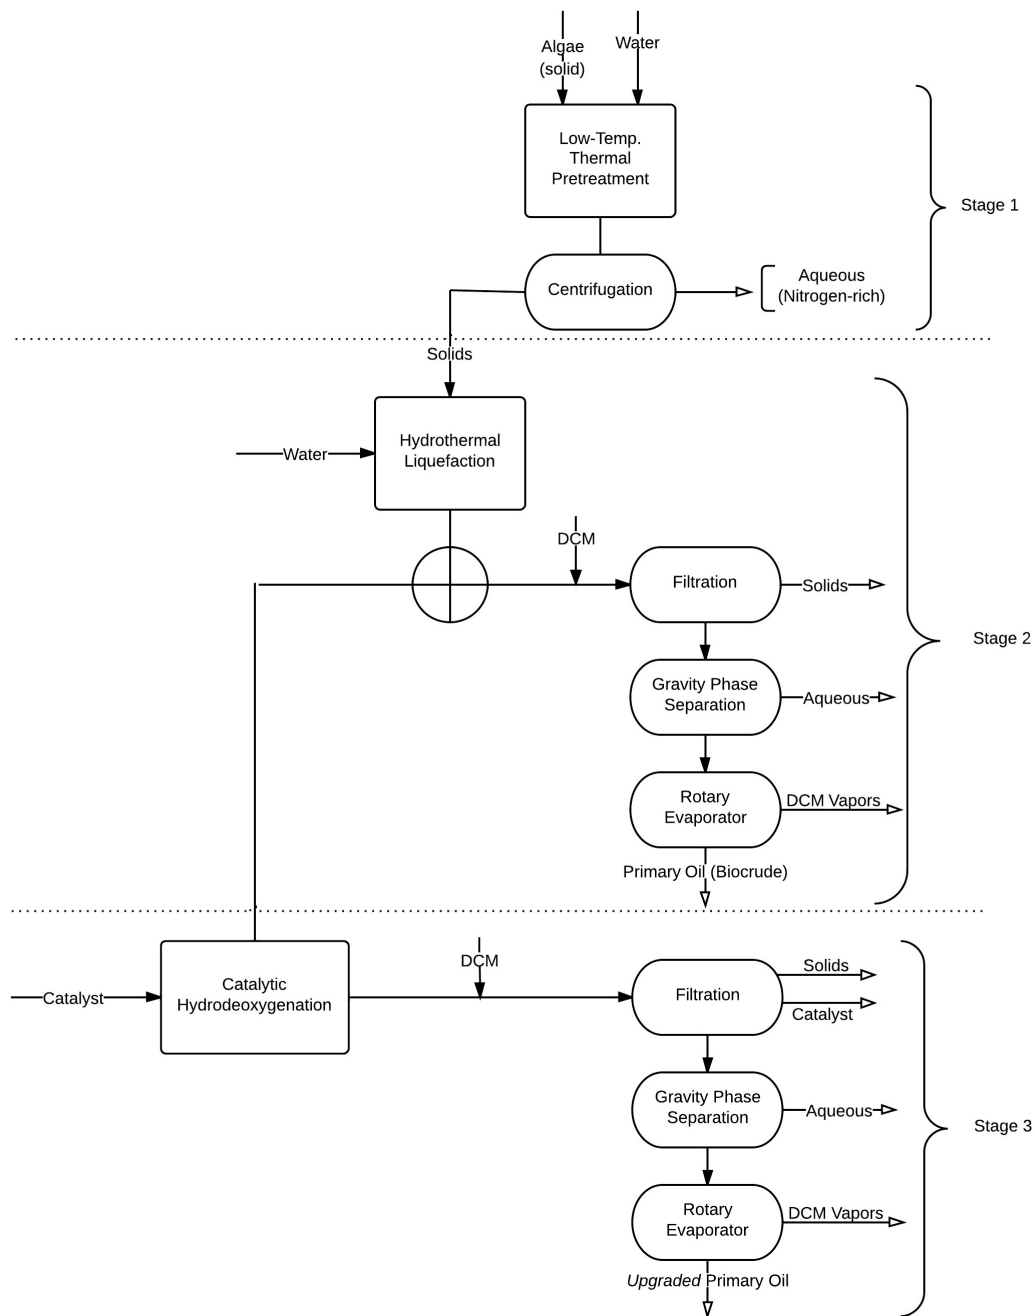 Algae
(solid)
Water
Low-Temp.
Thermal
Pretreatment
Stage 1
Centrifugation
Aqueous
(Nitrogen-rich)
Solids
Hydrothermal
Liquefaction
Water
DCM
Filtration
Solids
Stage 2
Gravity Phase
Separation
Aqueous
Rotary
Evaporator
DCM Vapors
Primary Oil (Biocrude)
Catalyst
Catalytic
Hydrodeoxygenation
DCM
Filtration
Solids
Catalyst
Gravity Phase
Separation
Aqueous
Stage 3
Rotary
Evaporator
DCM Vapors
Upgraded Primary Oil